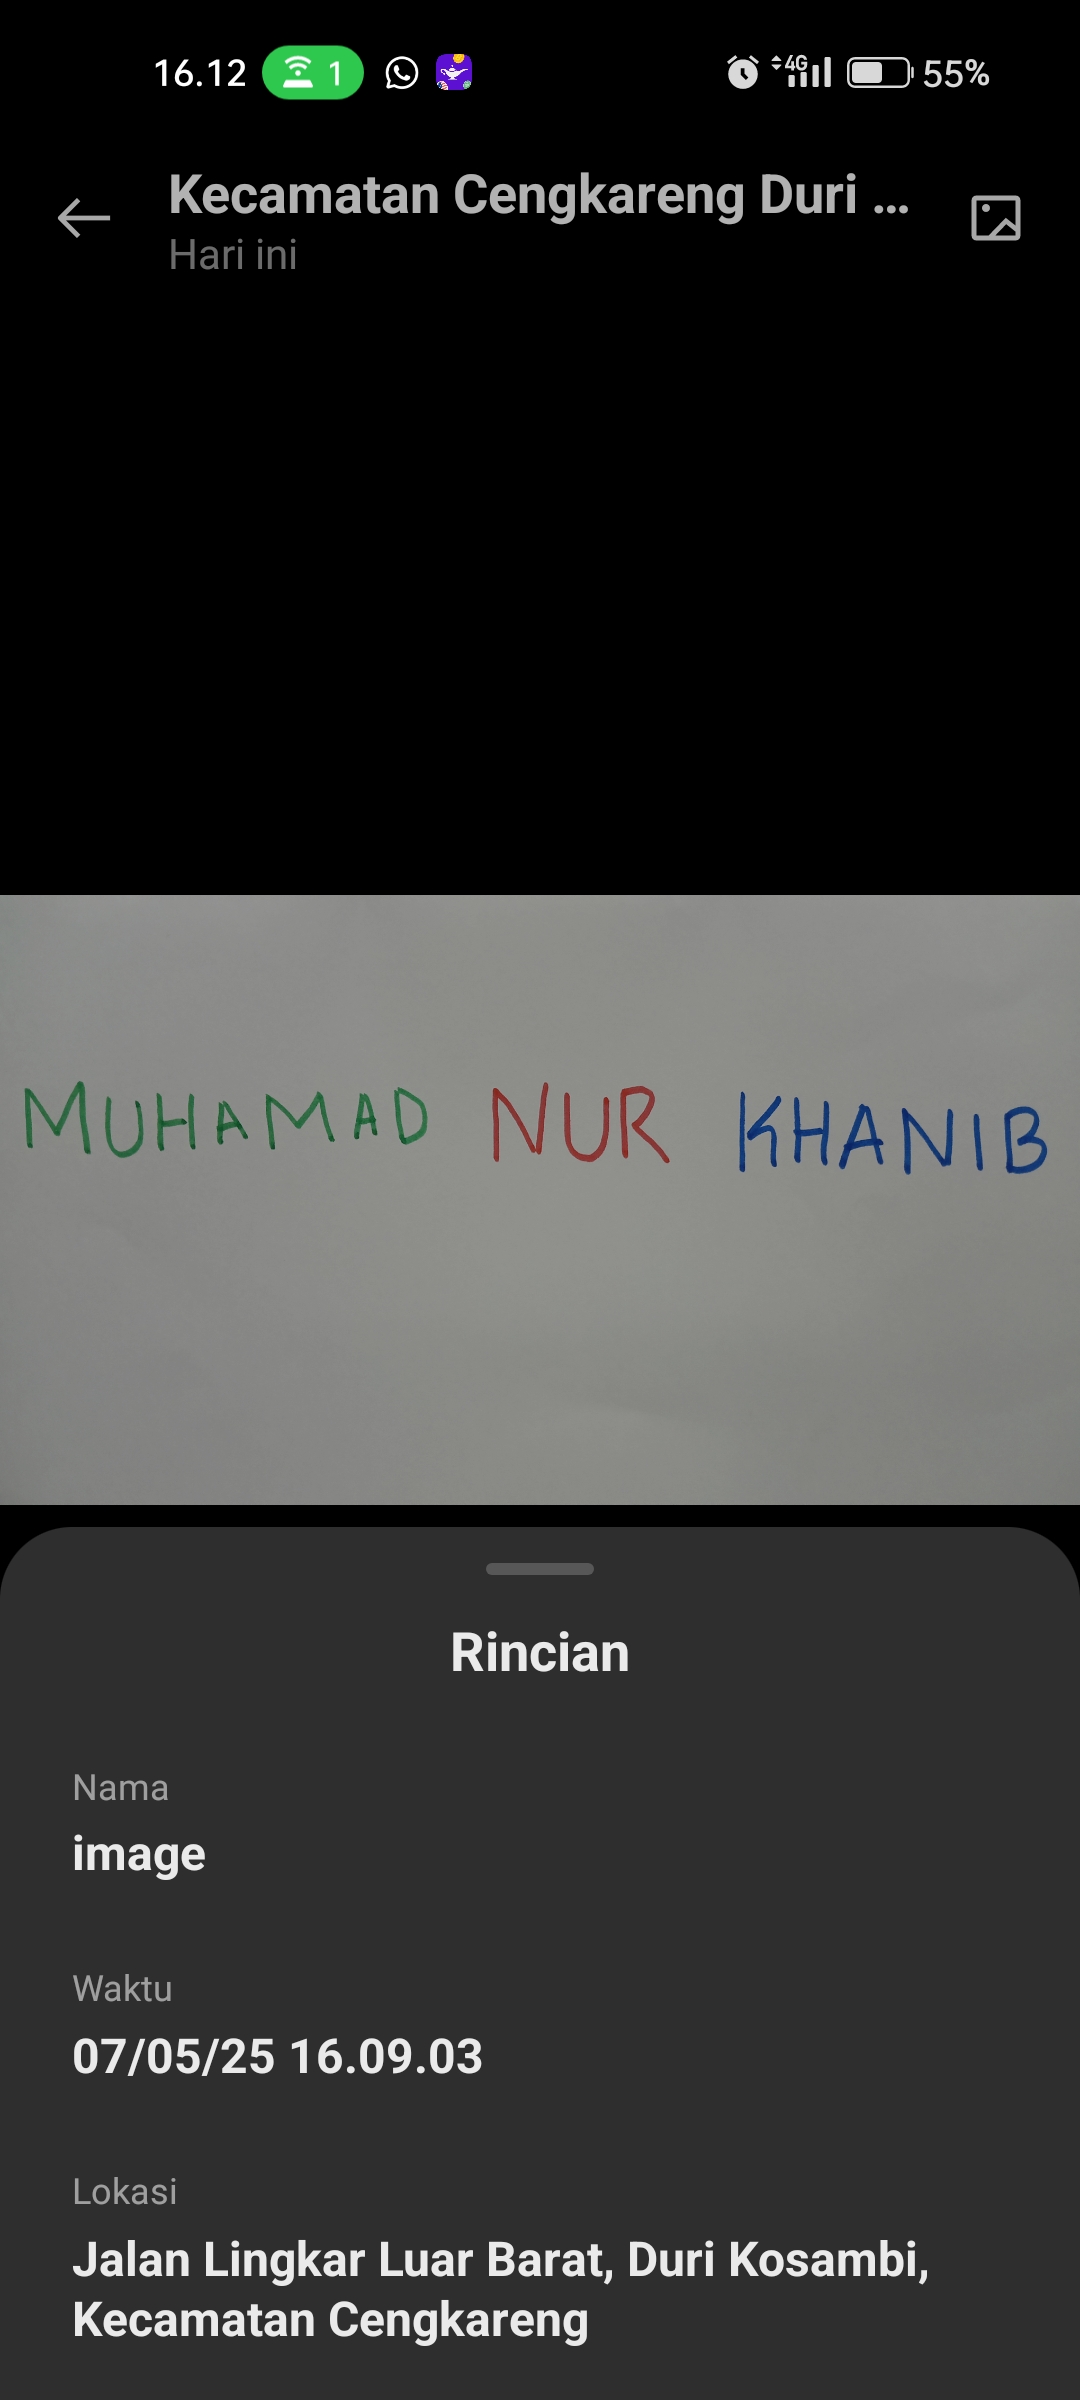 16.12 1 4G 55%
Kecamatan Cengkareng Duri ...
Hari ini
MUHAMAD NUR KHANIB
Rincian
Nama
image
Waktu
07/05/25 16.09.03
Lokasi
Jalan Lingkar Luar Barat, Duri Kosambi,
Kecamatan Cengkareng